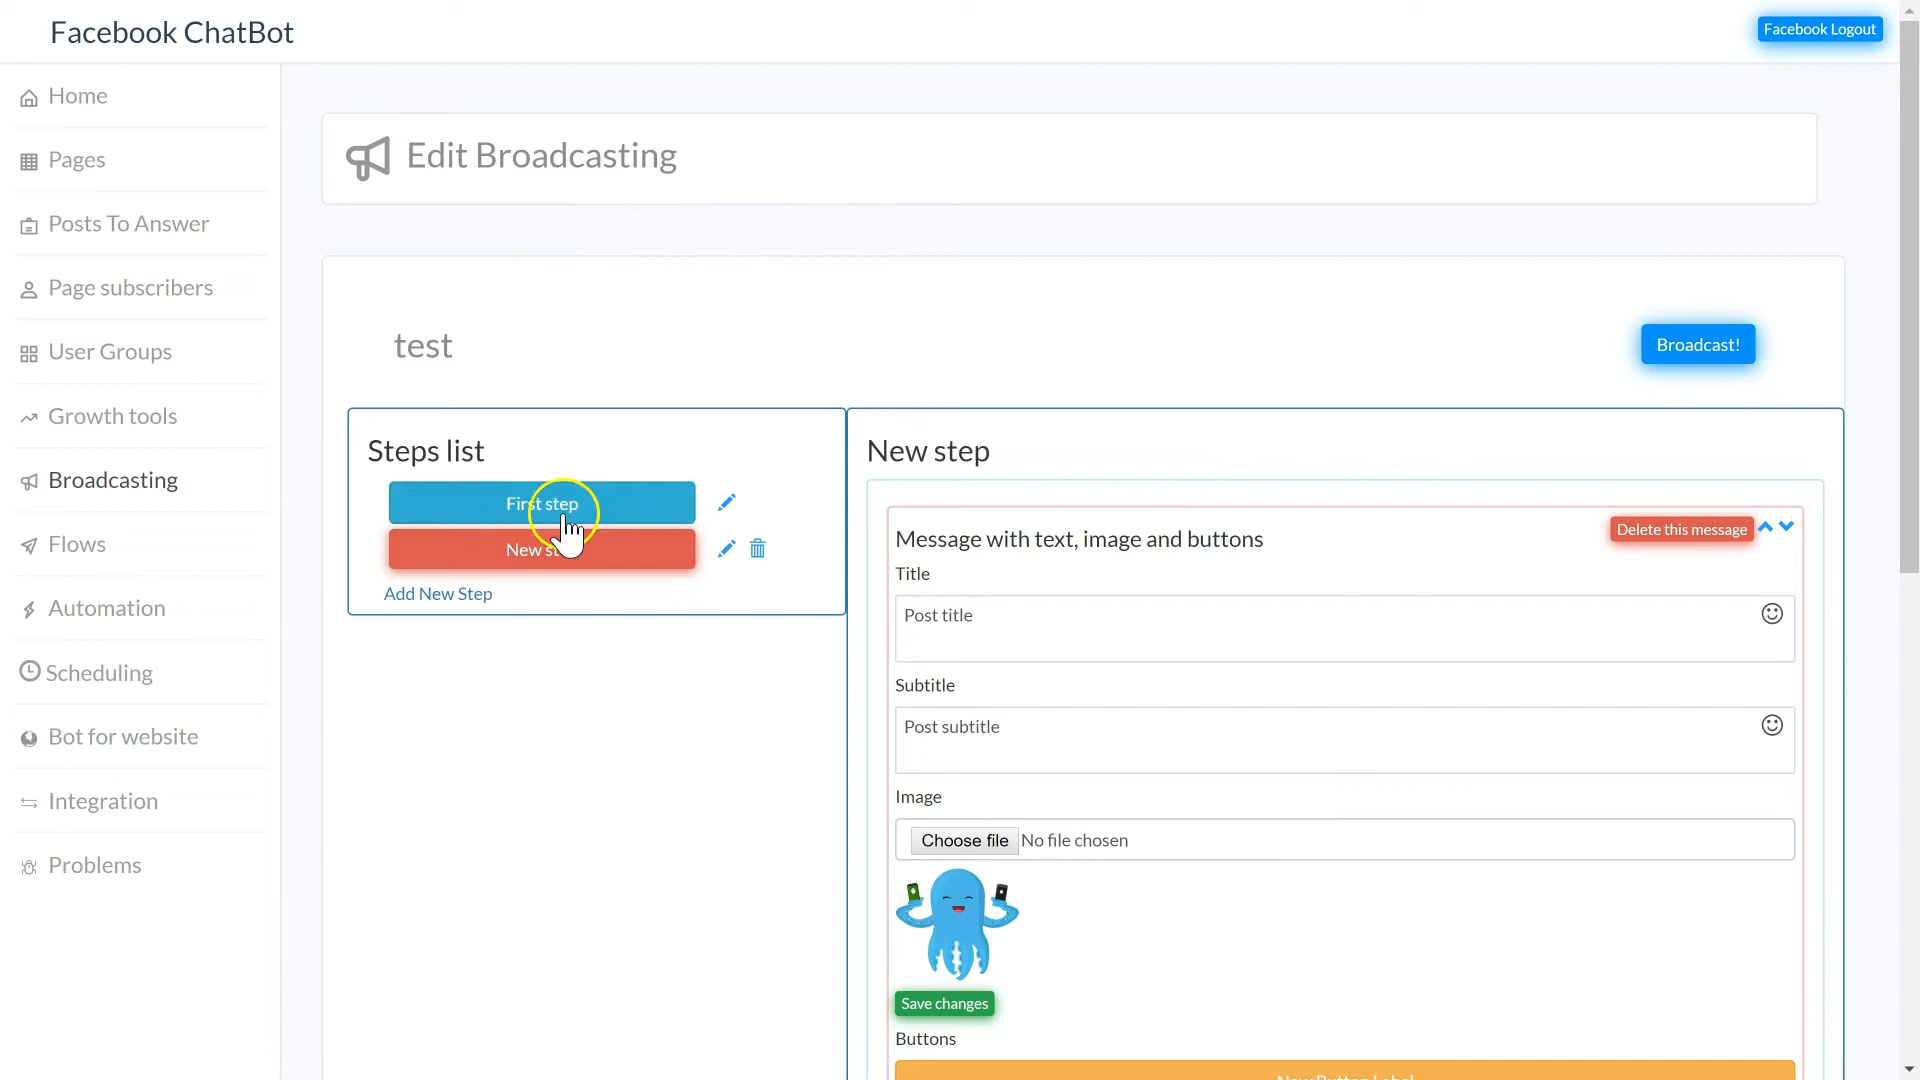 Facebook ChatBot
Facebook Logout
Home
Pages
Posts To Answer
Page subscribers
User Groups
Growth tools
Broadcasting
Flows
Automation
Scheduling
Bot for website
Integration
Problems
Edit Broadcasting
test
Broadcast!
Steps list
First step
New st
Add New Step
New step
Message with text, image and buttons
Delete this message
Title
Post title
Subtitle
Post subtitle
Image
Choose file No file chosen
Save changes
Buttons
New Button Label